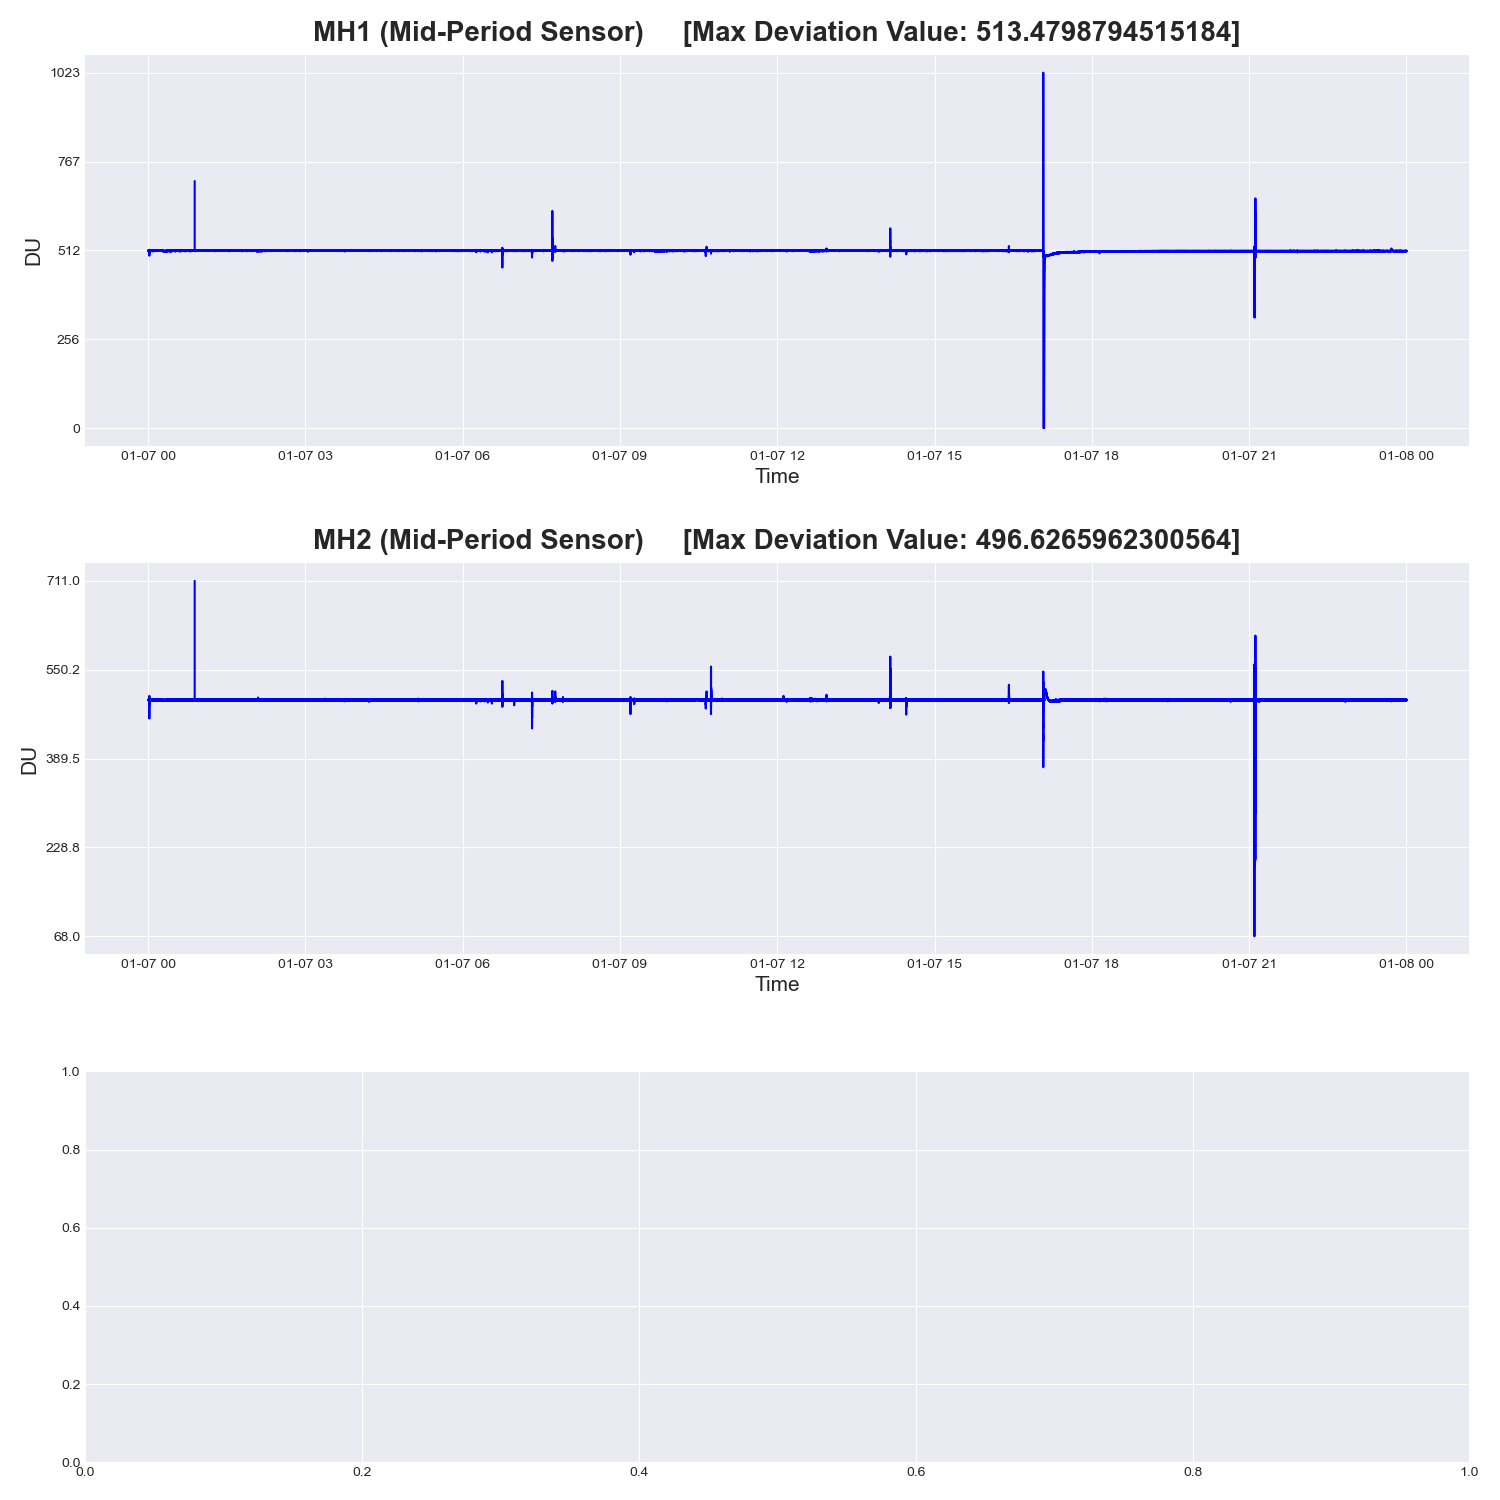 MH1 (Mid-Period Sensor) [Max Deviation Value: 513.4798794515184]
1023
767
512
256
0
DU
01-07 00 01-07 03 01-07 06 01-07 09 01-07 12 01-07 15 01-07 18 01-07 21 01-08 00
Time
MH2 (Mid-Period Sensor) [Max Deviation Value: 496.6265962300564]
711.0
550.2
389.5
228.8
68.0
DU
01-07 00 01-07 03 01-07 06 01-07 09 01-07 12 01-07 15 01-07 18 01-07 21 01-08 00
Time
1.0
0.8
0.6
0.4
0.2
0.0
0.0 0.2 0.4 0.6 0.8 1.0